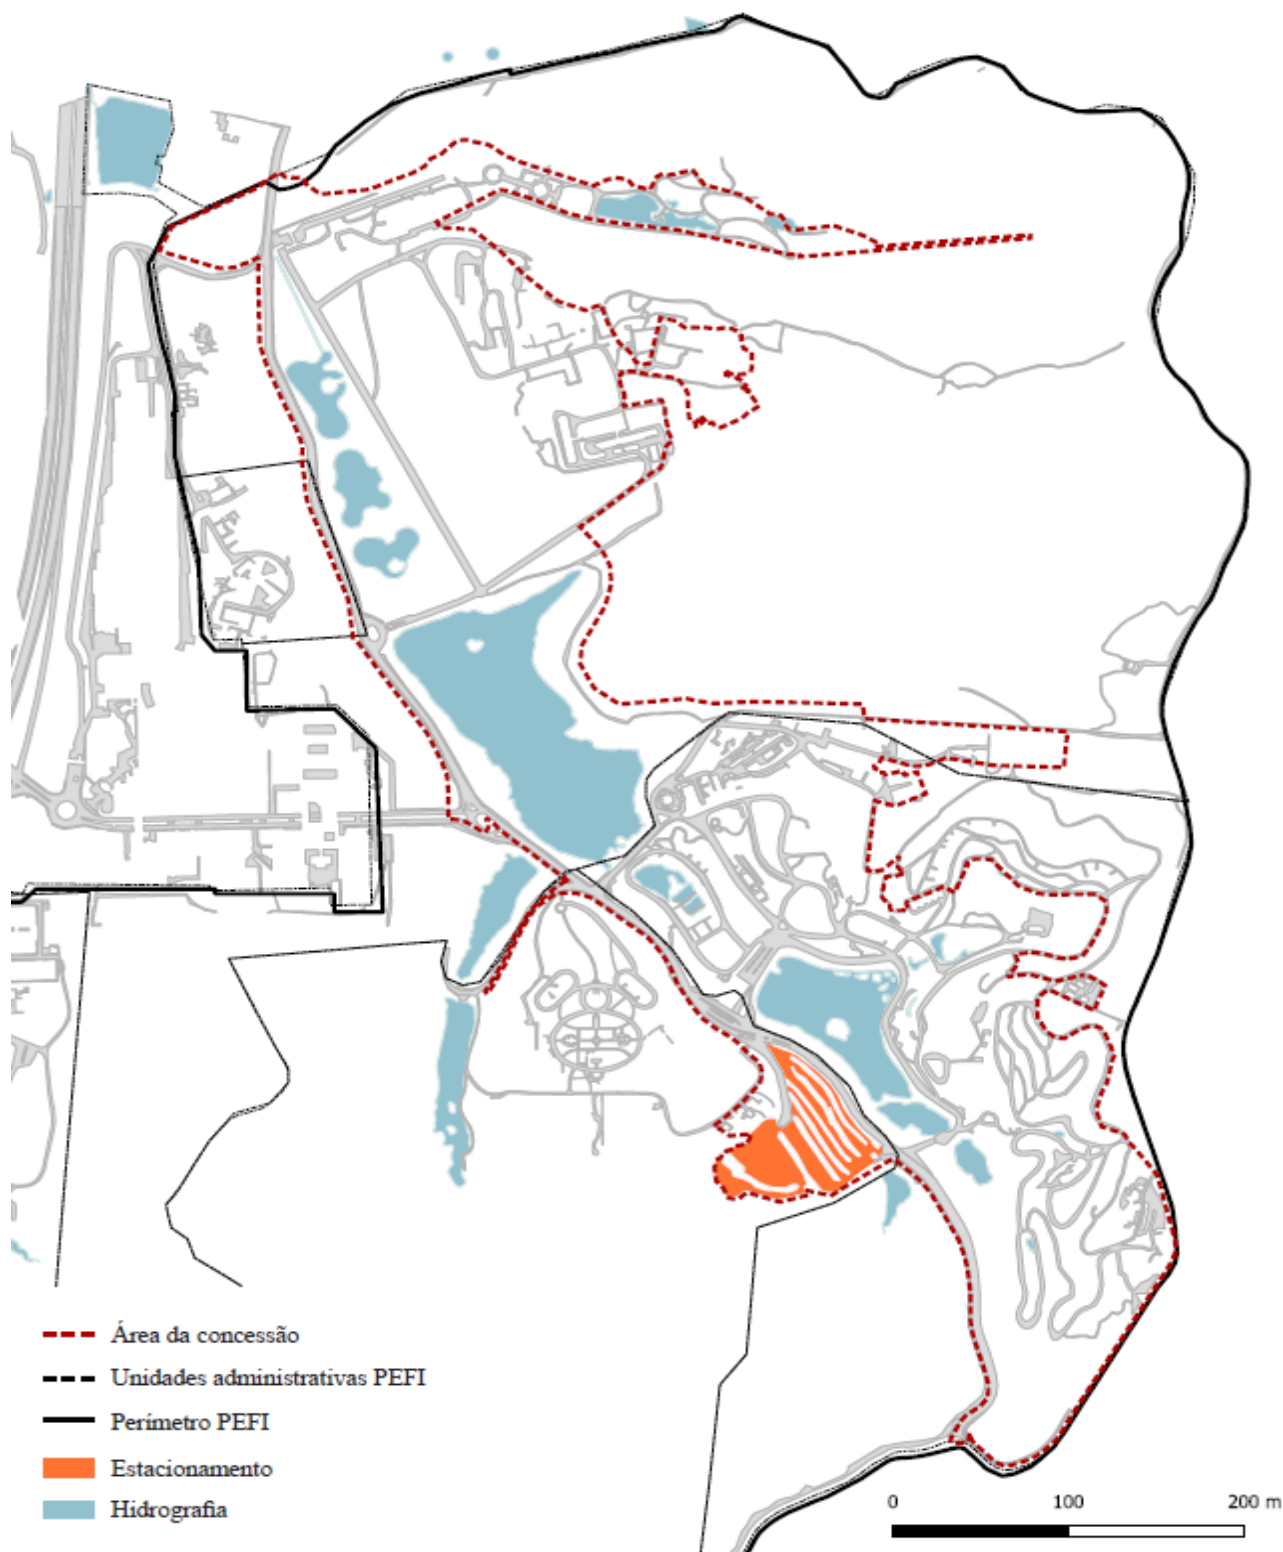 Área da concessão
Unidades administrativas PEFI
Perímetro PEFI
Estacionamento
Hidrografia
0 100 200 m